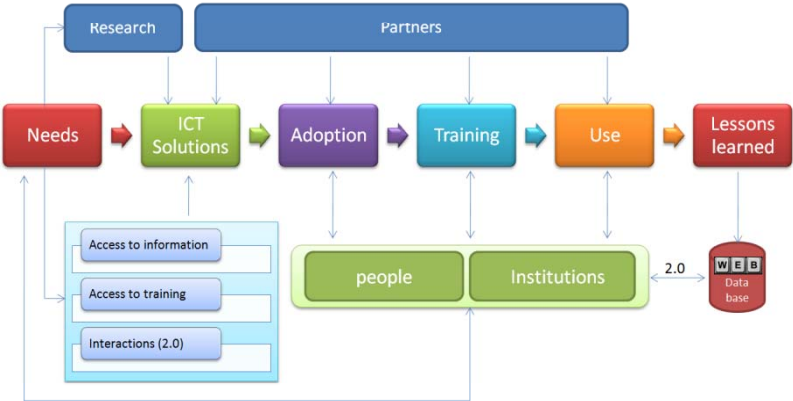 Research
Partners
Needs
ICT
Solutions
Adoption
Training
Use
Lessons
learned
Access to information
Access to training
Interactions (2.0)
people
Institutions
2.0
WEB
Data
base